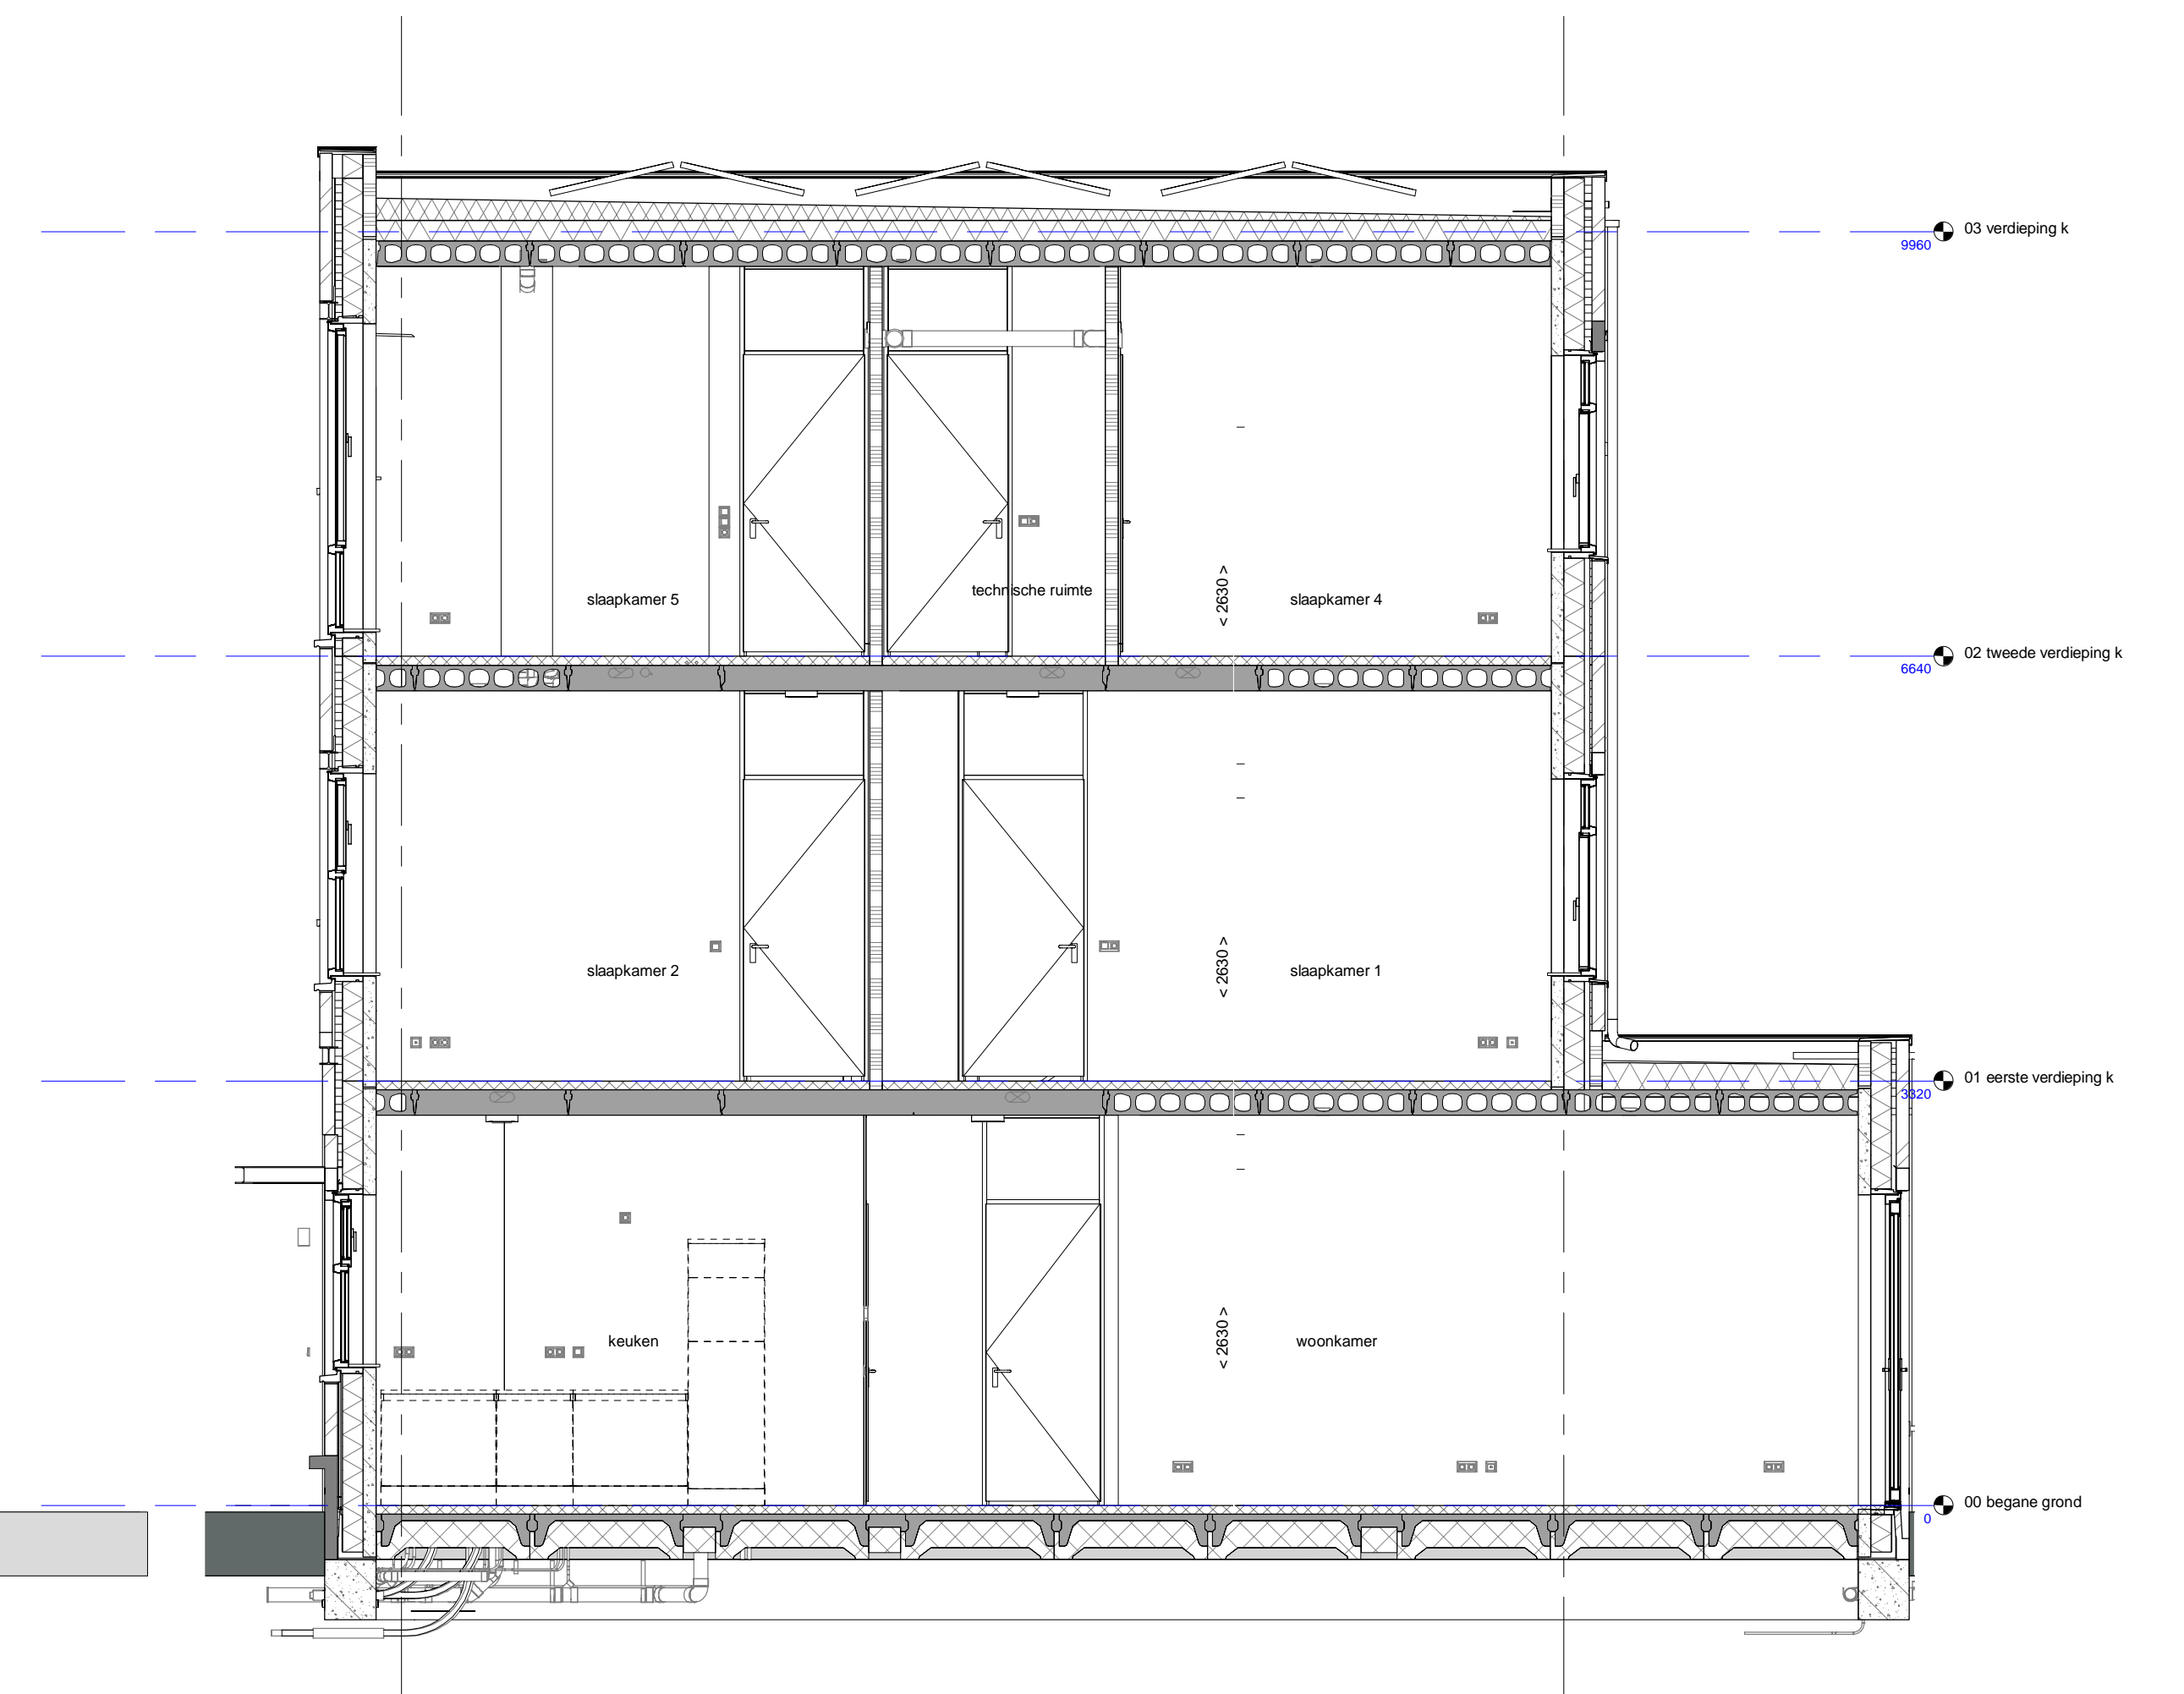 03 verdieping k
9960
technische ruimte
slaapkamer 5
< 2630 >
slaapkamer 4
02 tweede verdieping k
6640
slaapkamer 2
< 2630 >
slaapkamer 1
01 eerste verdieping k
3320
keuken
< 2630 >
woonkamer
00 begane grond
0